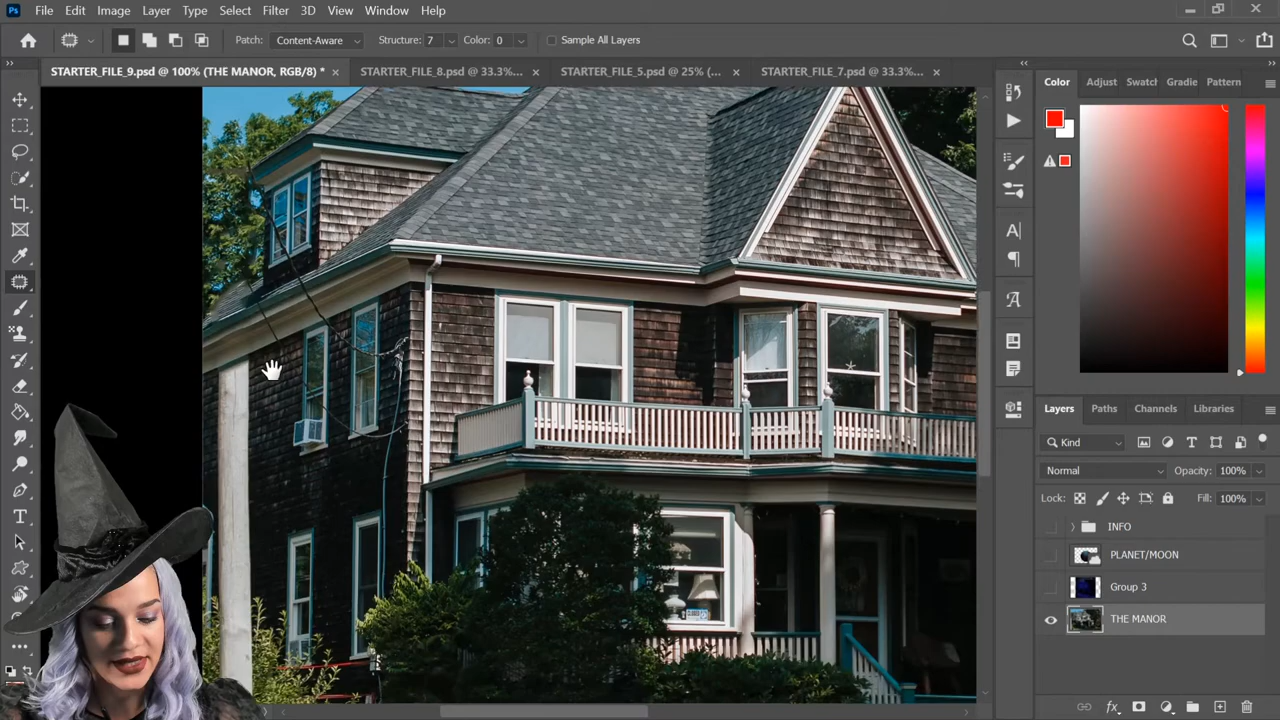 Ps File Edit Image Layer Type Select Filter 3D View Window Help
Patch: Content-Aware Structure: 7 Color: 0 Sample All Layers
STARTER_FILE_9.psd @ 100% (THE MANOR, RGB/8) * STARTER_FILE_8.psd @ 33.3%... STARTER_FILE_5.psd @ 25% (... STARTER_FILE_7.psd @ 33.3%...
Color Adjust Swatch Gradie Pattern
Layers Paths Channels Libraries
Kind
Normal Opacity: 100%
Lock: Fill: 100%
INFO
PLANET/MOON
Group 3
THE MANOR
fx